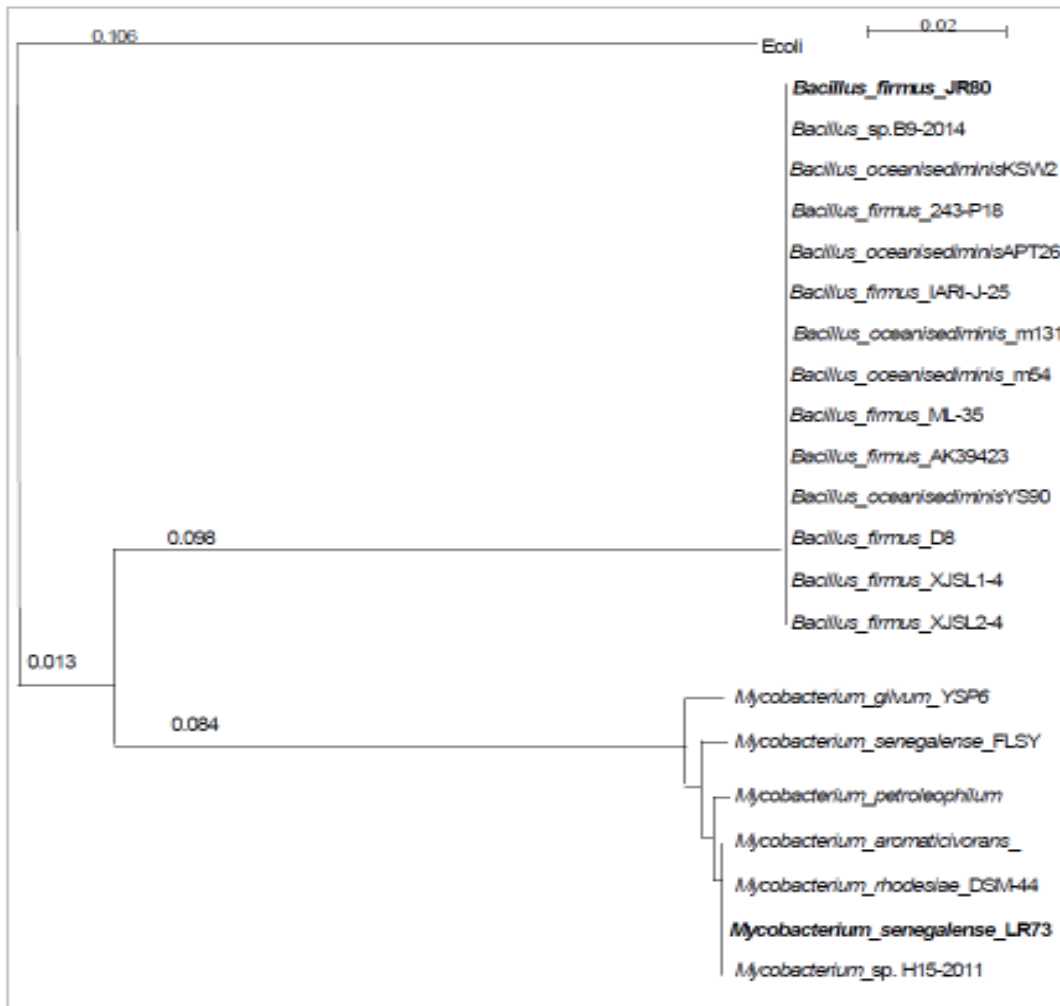 0.106
0.02
Ecoli
Bacillus_firmus_JR80
Bacillus_sp.B9-2014
Bacillus_oceanisediminisKSW2
Bacillus_firmus_243-P18
Bacillus_oceanisediminisAPT26
Bacillus_firmus_IARI-J-25
Bacillus_oceanisediminis_m131
Bacillus_oceanisediminis_m54
Bacillus_firmus_ML-35
Bacillus_firmus_AK39423
Bacillus_oceanisediminisYS90
0.098
Bacillus_firmus_D8
Bacillus_firmus_XJSL1-4
Bacillus_firmus_XJSL2-4
0.013
Mycobacterium_gilvum_YSP6
0.084
Mycobacterium_senegalense_FLSY
Mycobacterium_petroleophilum
Mycobacterium_aromaticivorans_
Mycobacterium_rhodesiae_DSM-44
Mycobacterium_senegalense_LR73
Mycobacterium_sp. H15-2011